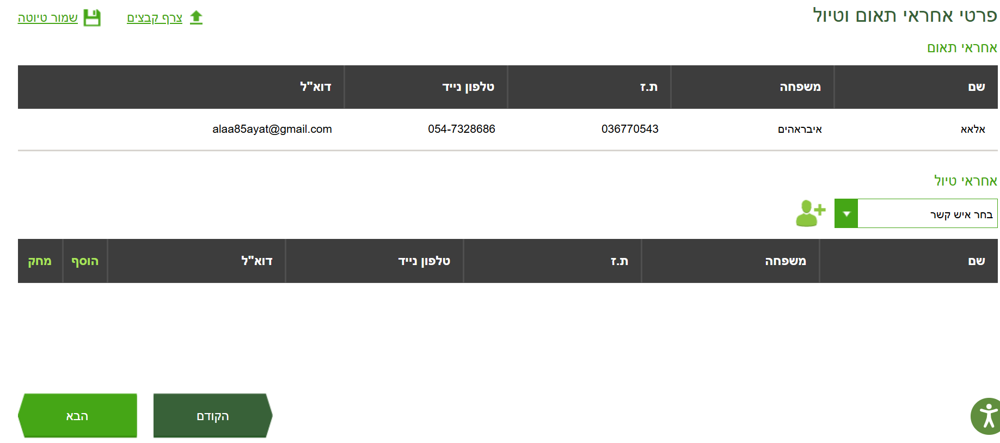 פרטי אחראי תאום וטיול
צרף קבצים
שמור טיוטה
אחראי תאום
שם משפחה ת.ז טלפון נייד דוא"ל
אלאא איבראהים 036770543 054-7328686 alaa85ayat@gmail.com
אחראי טיול
בחר איש קשר
שם משפחה ת.ז טלפון נייד דוא"ל הוסף מחק
הקודם
הבא